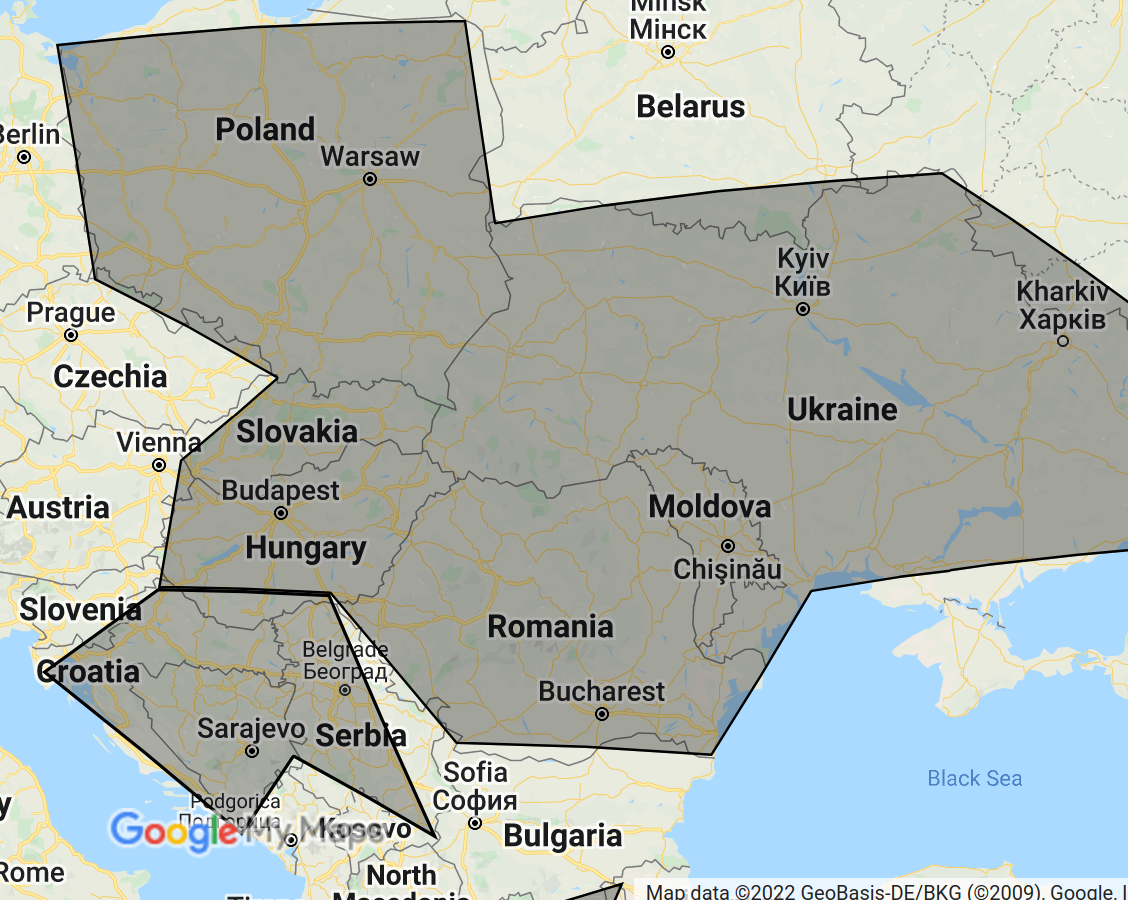 Minsk
Мінск
Belarus
Berlin
Poland
Warsaw
Kyiv
Київ
Kharkiv
Харків
Prague
Czechia
Ukraine
Slovakia
Vienna
Budapest
Austria
Moldova
Hungary
Chișinău
Slovenia
Romania
Belgrade
Београд
Croatia
Bucharest
Sarajevo
Serbia
Sofia
София
Black Sea
Podgorica
Подгорица
Google My Maps
Kosovo
Bulgaria
Rome
North
Macedonia
Map data ©2022 GeoBasis-DE/BKG (©2009), Google, I